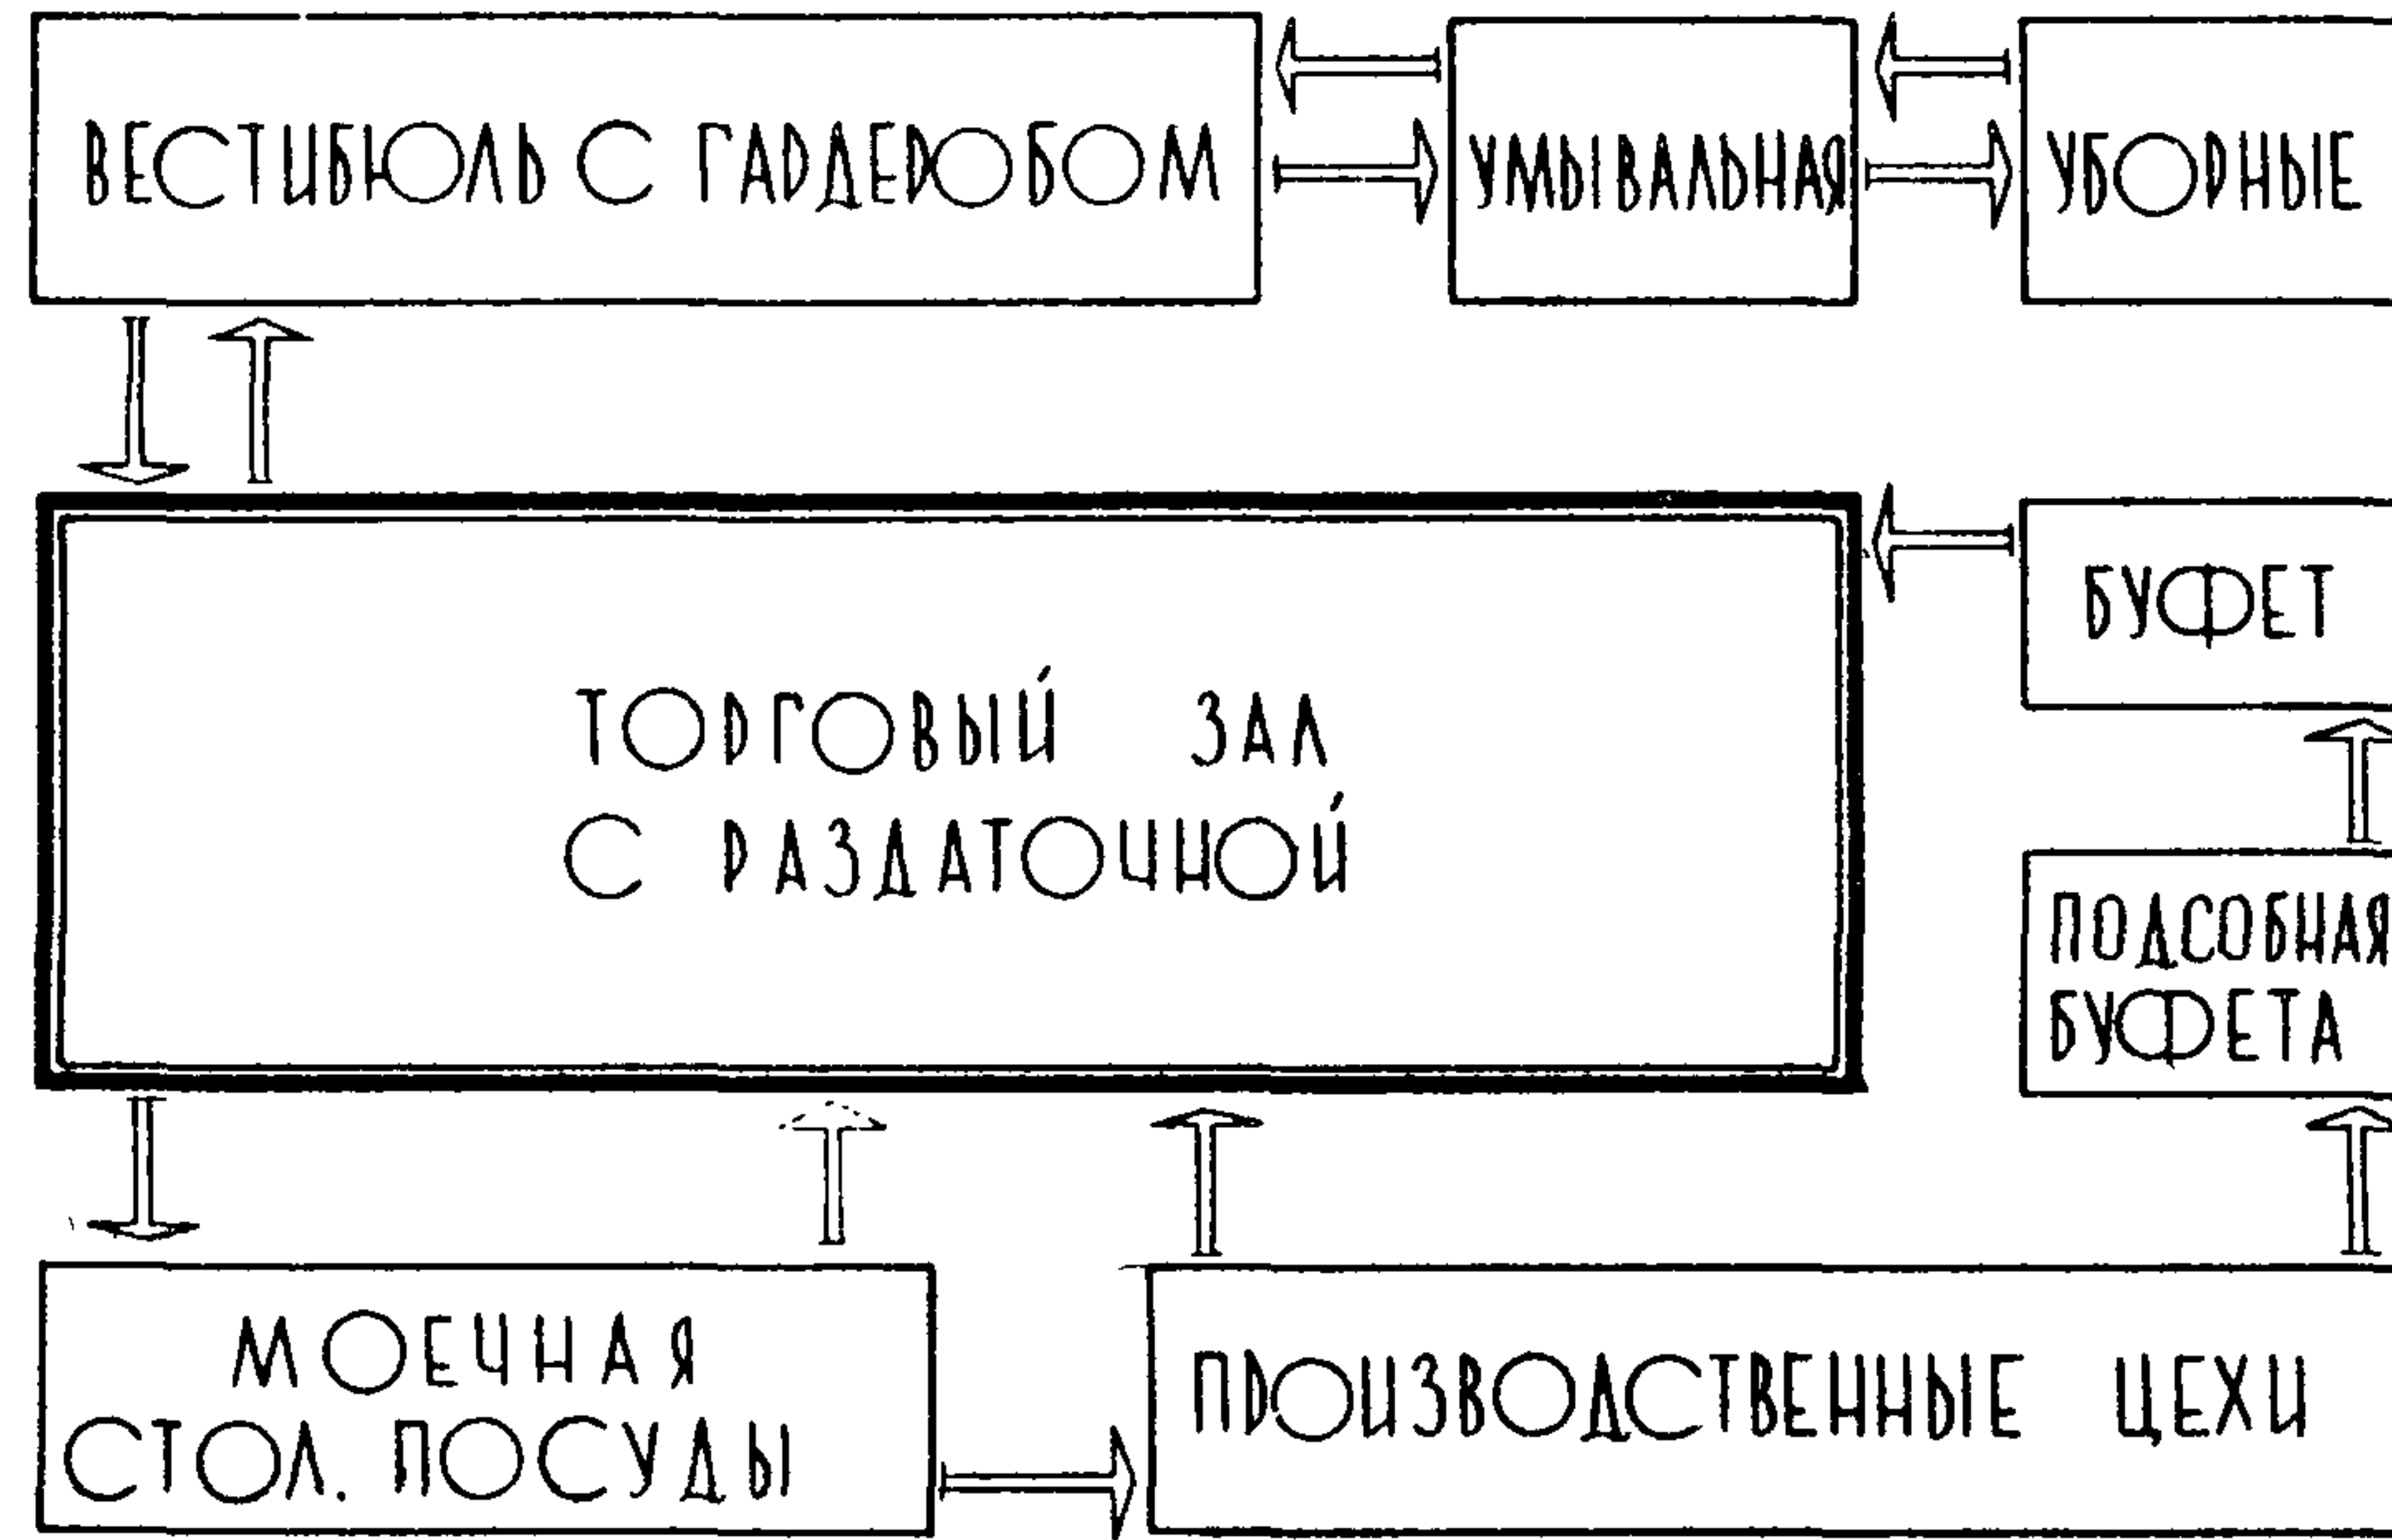 ВЕСТИБЮЛЬ С ГАРДЕРОБОМ
УМЫВАЛЬНАЯ
УБОРНЫЕ
ТОРГОВЫЙ ЗАЛ
С РАЗДАТОЧНОЙ
БУФЕТ
ПОДСОБНАЯ
БУФЕТА
МОЕЧНАЯ
СТОЛ. ПОСУДЫ
ПРОИЗВОДСТВЕННЫЕ ЦЕХИ